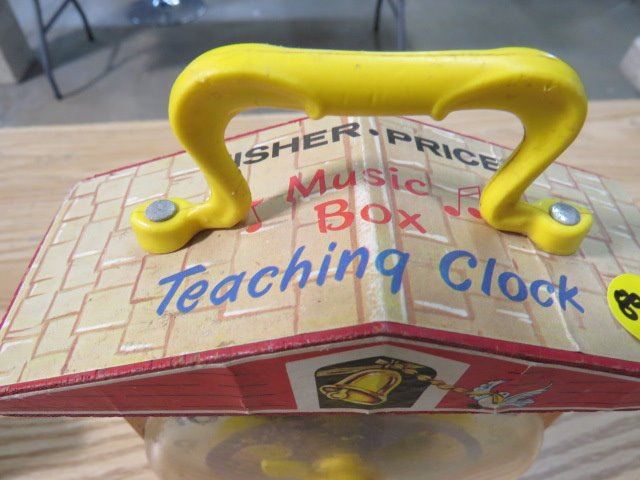 ISHER·PRICE
Music
Box
Teaching Clock